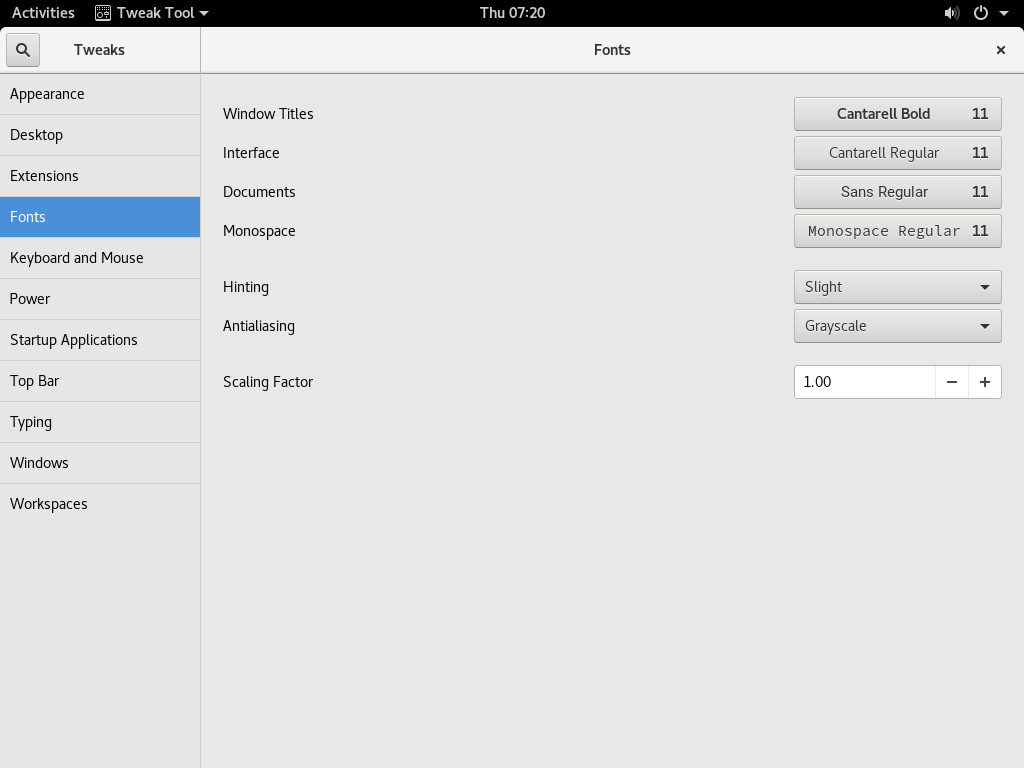 Activities Tweak Tool Thu 07:20
Tweaks Fonts
Appearance
Desktop
Extensions
Fonts
Keyboard and Mouse
Power
Startup Applications
Top Bar
Typing
Windows
Workspaces
Window Titles Cantarell Bold 11
Interface Cantarell Regular 11
Documents Sans Regular 11
Monospace Monospace Regular 11
Hinting Slight
Antialiasing Grayscale
Scaling Factor 1.00 − +